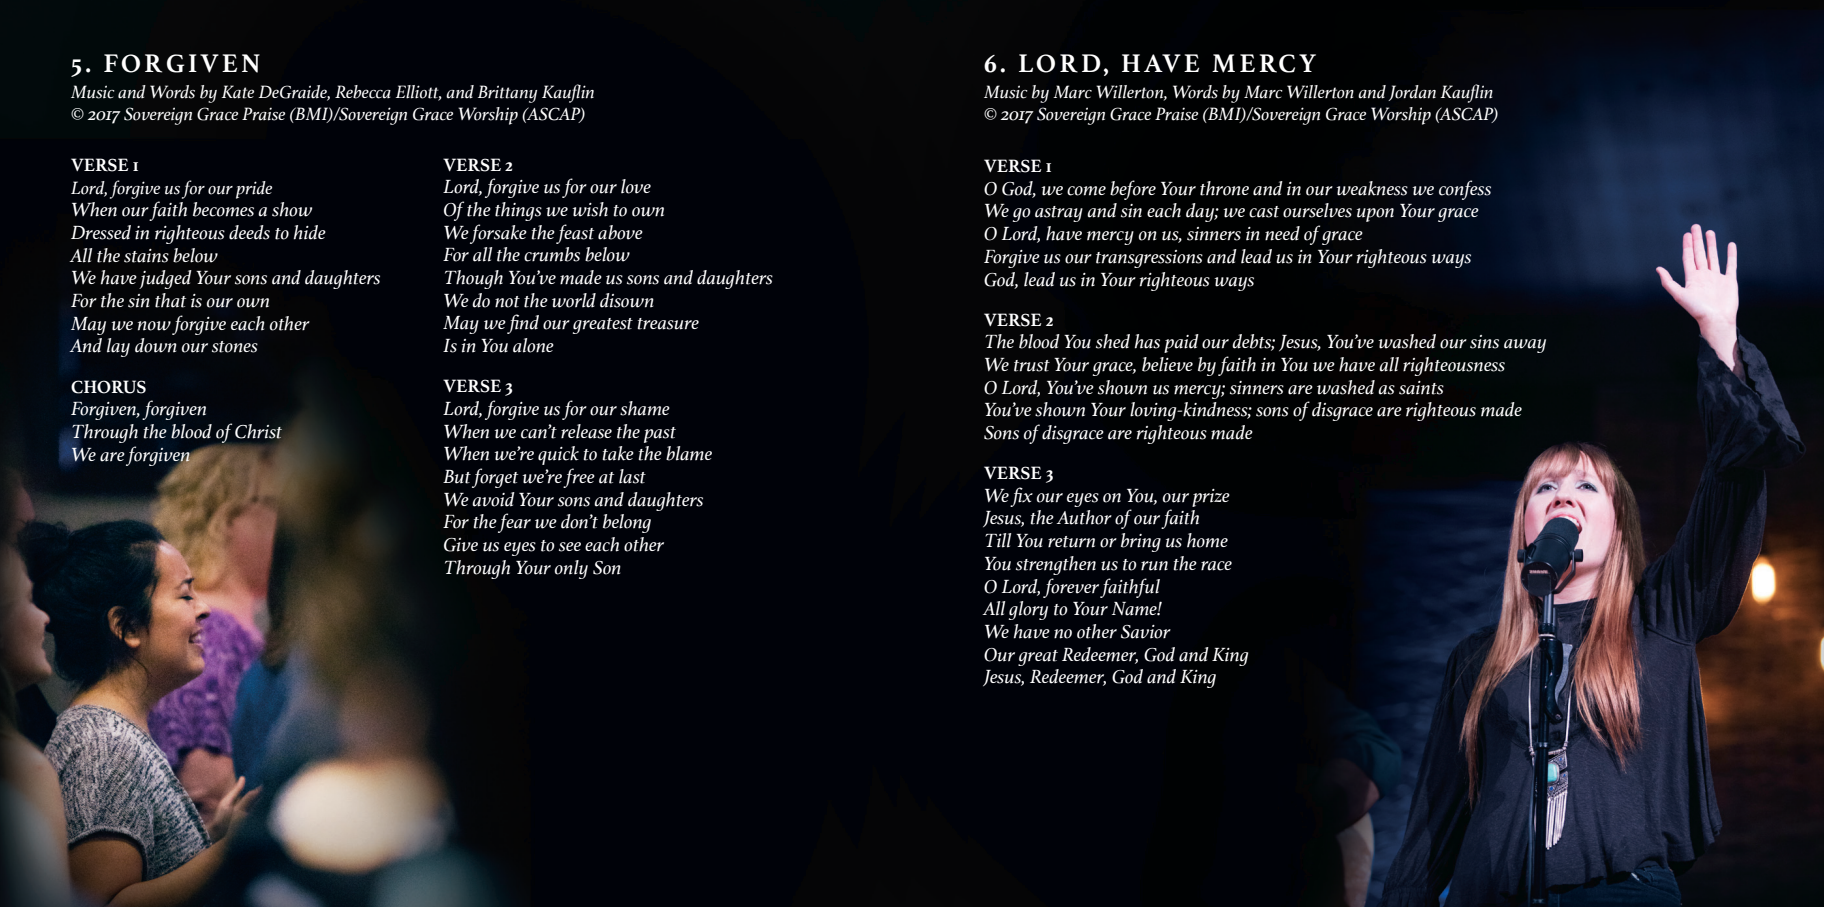 5. FORGIVEN
Music and Words by Kate DeGraide, Rebecca Elliott, and Brittany Kauflin
© 2017 Sovereign Grace Praise (BMI)/Sovereign Grace Worship (ASCAP)
VERSE 1
Lord, forgive us for our pride
When our faith becomes a show
Dressed in righteous deeds to hide
All the stains below
We have judged Your sons and daughters
For the sin that is our own
May we now forgive each other
And lay down our stones
CHORUS
Forgiven, forgiven
Through the blood of Christ
We are forgiven
VERSE 2
Lord, forgive us for our love
Of the things we wish to own
We forsake the feast above
For all the crumbs below
Though You've made us sons and daughters
We do not the world disown
May we find our greatest treasure
Is in You alone
VERSE 3
Lord, forgive us for our shame
When we can't release the past
When we're quick to take the blame
But forget we're free at last
We avoid Your sons and daughters
For the fear we don't belong
Give us eyes to see each other
Through Your only Son
6. LORD, HAVE MERCY
Music by Marc Willerton, Words by Marc Willerton and Jordan Kauflin
© 2017 Sovereign Grace Praise (BMI)/Sovereign Grace Worship (ASCAP)
VERSE 1
O God, we come before Your throne and in our weakness we confess
We go astray and sin each day; we cast ourselves upon Your grace
O Lord, have mercy on us, sinners in need of grace
Forgive us our transgressions and lead us in Your righteous ways
God, lead us in Your righteous ways
VERSE 2
The blood You shed has paid our debts; Jesus, You've washed our sins away
We trust Your grace, believe by faith in You we have all righteousness
O Lord, You've shown us mercy; sinners are washed as saints
You've shown Your loving-kindness; sons of disgrace are righteous made
Sons of disgrace are righteous made
VERSE 3
We fix our eyes on You, our prize
Jesus, the Author of our faith
Till You return or bring us home
You strengthen us to run the race
O Lord, forever faithful
All glory to Your Name!
We have no other Savior
Our great Redeemer, God and King
Jesus, Redeemer, God and King